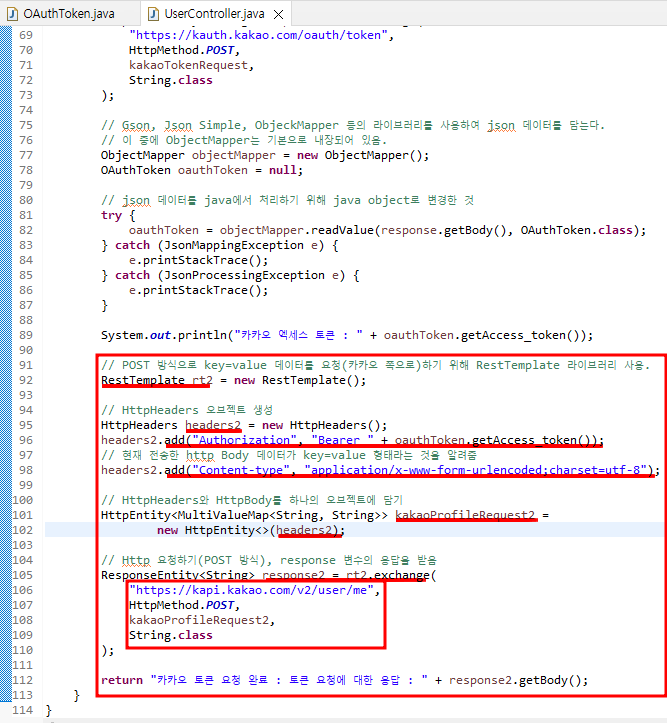 OAuthToken.java
UserController.java
69 "https://kauth.kakao.com/oauth/token",
70 HttpMethod.POST,
71 kakaoTokenRequest,
72 String.class
73 );
74
75 // Gson, Json Simple, ObjeckMapper 등의 라이브러리를 사용하여 json 데이터를 담는다.
76 // 이 중에 ObjectMapper는 기본으로 내장되어 있음.
77 ObjectMapper objectMapper = new ObjectMapper();
78 OAuthToken oauthToken = null;
79
80 // json 데이터를 java에서 처리하기 위해 java object로 변경한 것
81 try {
82 oauthToken = objectMapper.readValue(response.getBody(), OAuthToken.class);
83 } catch (JsonMappingException e) {
84 e.printStackTrace();
85 } catch (JsonProcessingException e) {
86 e.printStackTrace();
87 }
88
89 System.out.println("카카오 엑세스 토큰 : " + oauthToken.getAccess_token());
90
91 // POST 방식으로 key=value 데이터를 요청(카카오 쪽으로)하기 위해 RestTemplate 라이브러리 사용.
92 RestTemplate rt2 = new RestTemplate();
93
94 // HttpHeaders 오브젝트 생성
95 HttpHeaders headers2 = new HttpHeaders();
96 headers2.add("Authorization", "Bearer " + oauthToken.getAccess_token());
97 // 현재 전송한 http Body 데이터가 key=value 형태라는 것을 알려줌
98 headers2.add("Content-type", "application/x-www-form-urlencoded;charset=utf-8");
99
100 // HttpHeaders와 HttpBody를 하나의 오브젝트에 담기
101 HttpEntity<MultiValueMap<String, String>> kakaoProfileRequest2 =
102 new HttpEntity<>(headers2);
103
104 // Http 요청하기(POST 방식), response 변수의 응답을 받음
105 ResponseEntity<String> response2 = rt2.exchange(
106 "https://kapi.kakao.com/v2/user/me",
107 HttpMethod.POST,
108 kakaoProfileRequest2,
109 String.class
110 );
111
112 return "카카오 토큰 요청 완료 : 토큰 요청에 대한 응답 : " + response2.getBody();
113 }
114 }